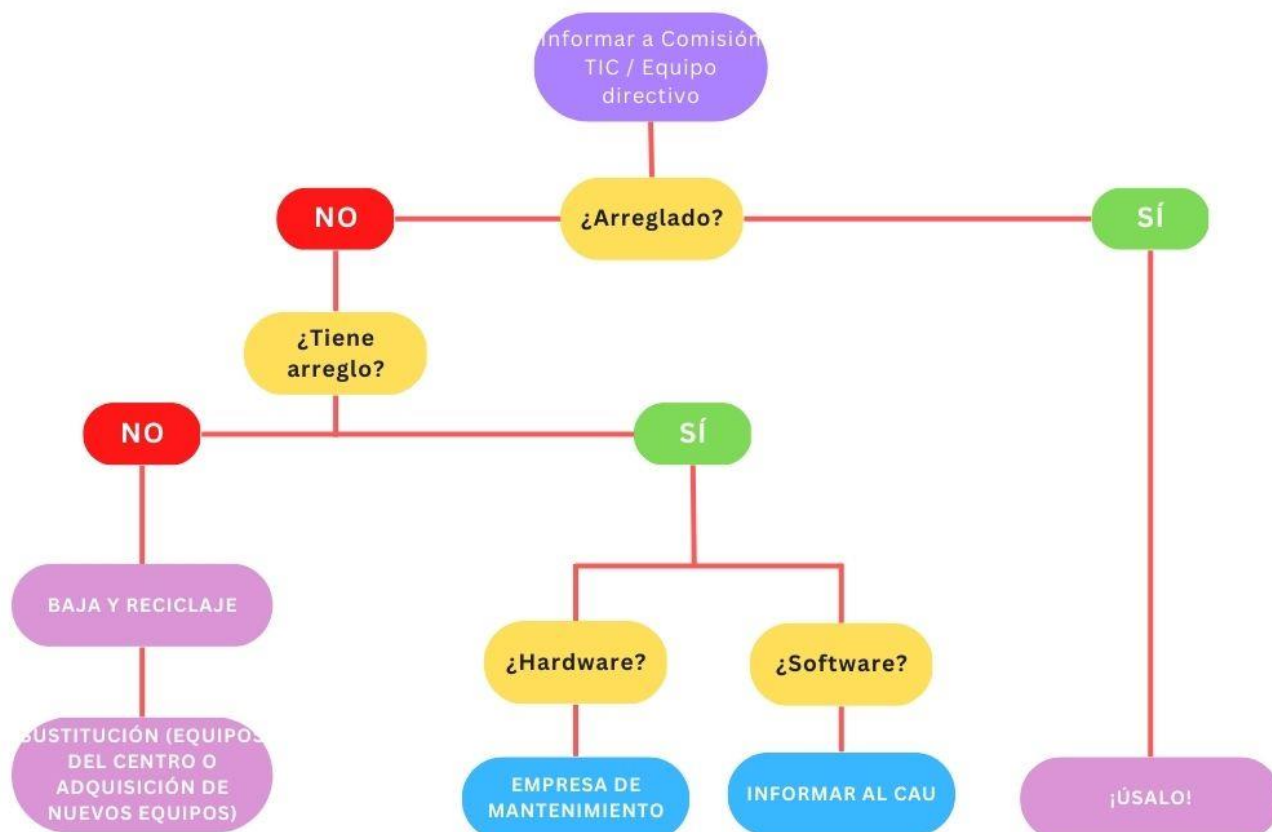 Informar a Comisión
TIC / Equipo
directivo
NO
¿Arreglado?
SÍ
¿Tiene
arreglo?
NO
SÍ
BAJA Y RECICLAJE
¿Hardware?
¿Software?
SUSTITUCIÓN (EQUIPOS
DEL CENTRO O
ADQUISICIÓN DE
NUEVOS EQUIPOS)
EMPRESA DE
MANTENIMIENTO
INFORMAR AL CAU
¡ÚSALO!